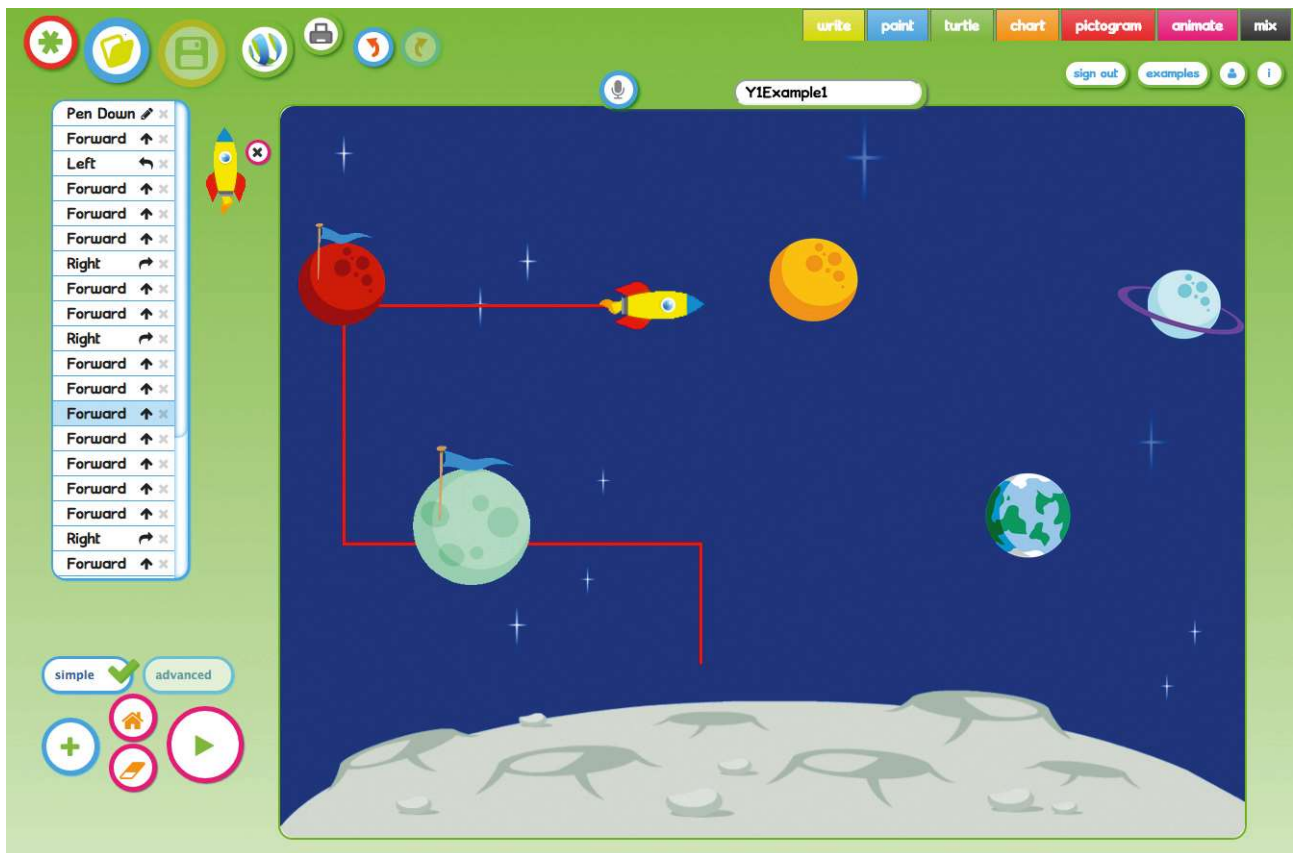 write paint turtle chart pictogram animate mix
sign out examples i
Y1Example1
Pen Down
Forward
Left
Forward
Forward
Forward
Right
Forward
Forward
Right
Forward
Forward
Forward
Forward
Forward
Forward
Forward
Right
Forward
simple advanced